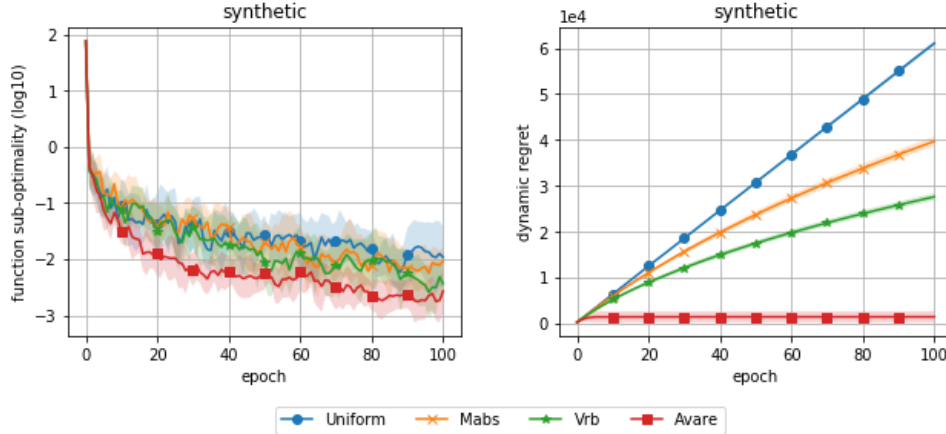 synthetic
function sub-optimality (log10)
2
1
0
−1
−2
−3
0
20
40
60
80
100
epoch
synthetic
1e4
dynamic regret
6
5
4
3
2
1
0
0
20
40
60
80
100
epoch
Uniform
Mabs
Vrb
Avare